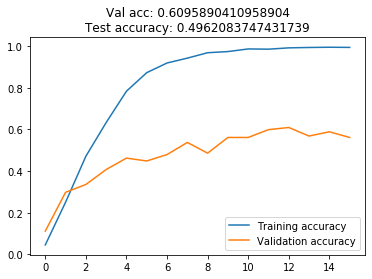 Val acc: 0.6095890410958904
Test accuracy: 0.4962083747431739
1.0
0.8
0.6
0.4
0.2
0.0
Training accuracy
Validation accuracy
0 2 4 6 8 10 12 14